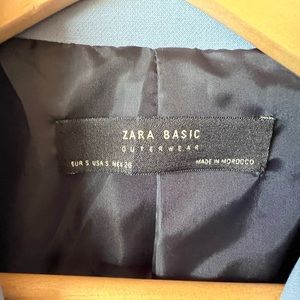 ZARA BASIC
OUTERWEAR
EUR S USA S MEX 26 MADE IN MOROCCO